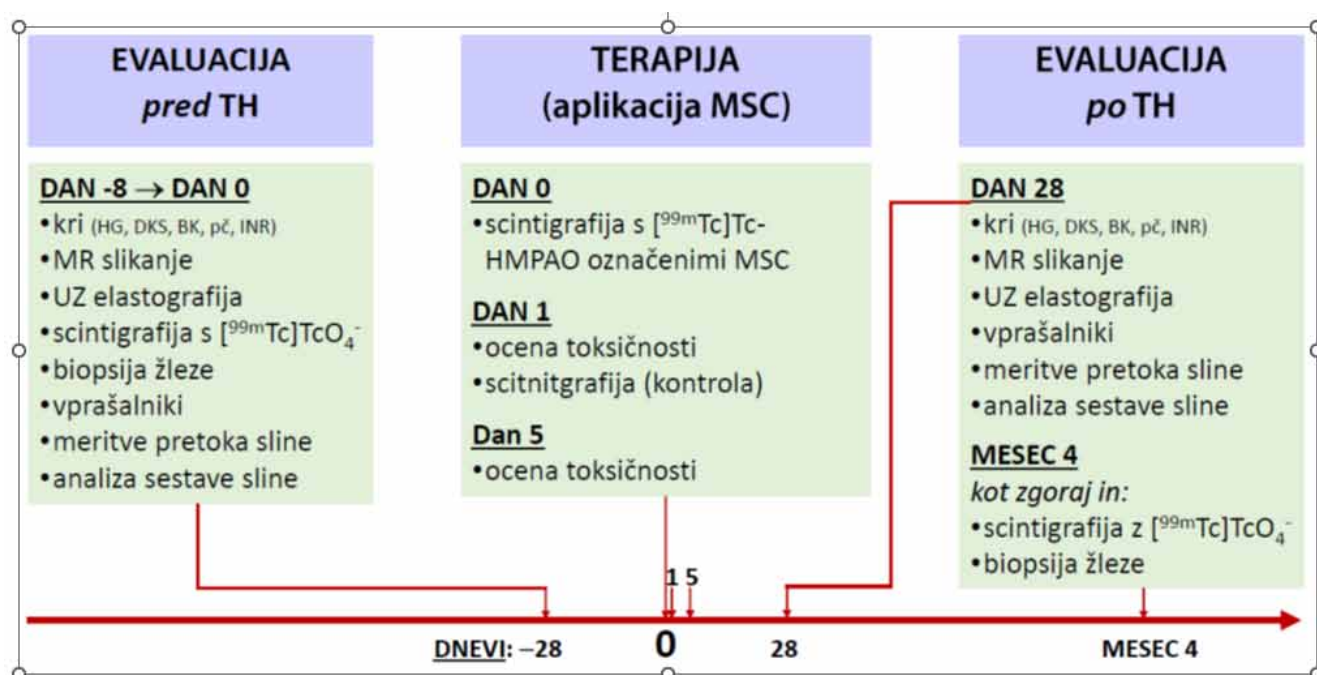 EVALUACIJA
pred TH
DAN -8 → DAN 0
•kri (HG, DKS, BK, pč, INR)
•MR slikanje
•UZ elastografija
•scintigrafija s [99mTc]TcO4-
•biopsija žleze
•vprašalniki
•meritve pretoka sline
•analiza sestave sline
TERAPIJA
(aplikacija MSC)
DAN 0
•scintigrafija s [99mTc]Tc-
HMPAO označenimi MSC
DAN 1
•ocena toksičnosti
•scitnitgrafija (kontrola)
Dan 5
•ocena toksičnosti
EVALUACIJA
po TH
DAN 28
•kri (HG, DKS, BK, pč, INR)
•MR slikanje
•UZ elastografija
•vprašalniki
•meritve pretoka sline
•analiza sestave sline
MESEC 4
kot zgoraj in:
•scintigrafija z [99mTc]TcO4-
•biopsija žleze
1 5
DNEVI: –28 0 28 MESEC 4